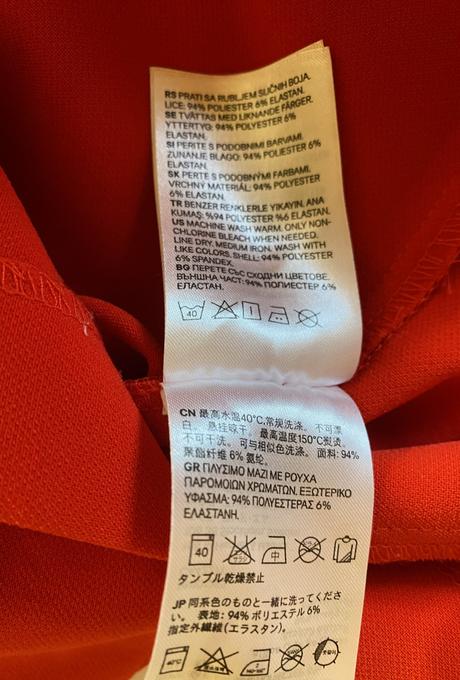 RS PRATI SA RUBLJEM SLIČNIH BOJA.
LICE: 94% POLIESTER 6% ELASTAN.
SE TVÄTTAS MED LIKNANDE FÄRGER.
YTTERTYG: 94% POLYESTER 6%
ELASTAN.
SI PERITE S PODOBNIMI BARVAMI.
ZUNANJE BLAGO: 94% POLIESTER 6%
ELASTAN.
SK PERTE S PODOBNÝMI FARBAMI.
VRCHNÝ MATERIÁL: 94% POLYESTER
6% ELASTAN.
TR BENZER RENKLERLE YIKAYIN. ANA
KUMAŞ: %94 POLYESTER %6 ELASTAN.
US MACHINE WASH WARM. ONLY NON-
CHLORINE BLEACH WHEN NEEDED.
LINE DRY. MEDIUM IRON. WASH WITH
LIKE COLORS. SHELL: 94% POLYESTER
6% SPANDEX.
BG ПЕРЕТЕ СЪС СХОДНИ ЦВЕТОВЕ.
ВЪНШНА ЧАСТ: 94% ПОЛИЕСТЕР 6%
ЕЛАСТАН.
40
CN 最高水温40°C,常规洗涤. 不可漂
白. 悬挂晾干. 最高温度150°C熨烫.
不可干洗. 可与相似色洗涤. 面料: 94%
聚酯纤维 6% 氨纶.
GR ΠΛΥΣΙΜΟ ΜΑΖΙ ΜΕ ΡΟΥΧΑ
ΠΑΡΟΜΟΙΩΝ ΧΡΩΜΑΤΩΝ. ΕΞΩΤΕΡΙΚΟ
ΥΦΑΣΜΑ: 94% ΠΟΛΥΕΣΤΕΡΑΣ 6%
ΕΛΑΣΤΑΝΗ.
40 中
タンブル乾燥禁止
JP 同系色のものと一緒に洗ってくださ
い. 表地: 94% ポリエステル 6%
指定外繊維(エラスタン).
40°C